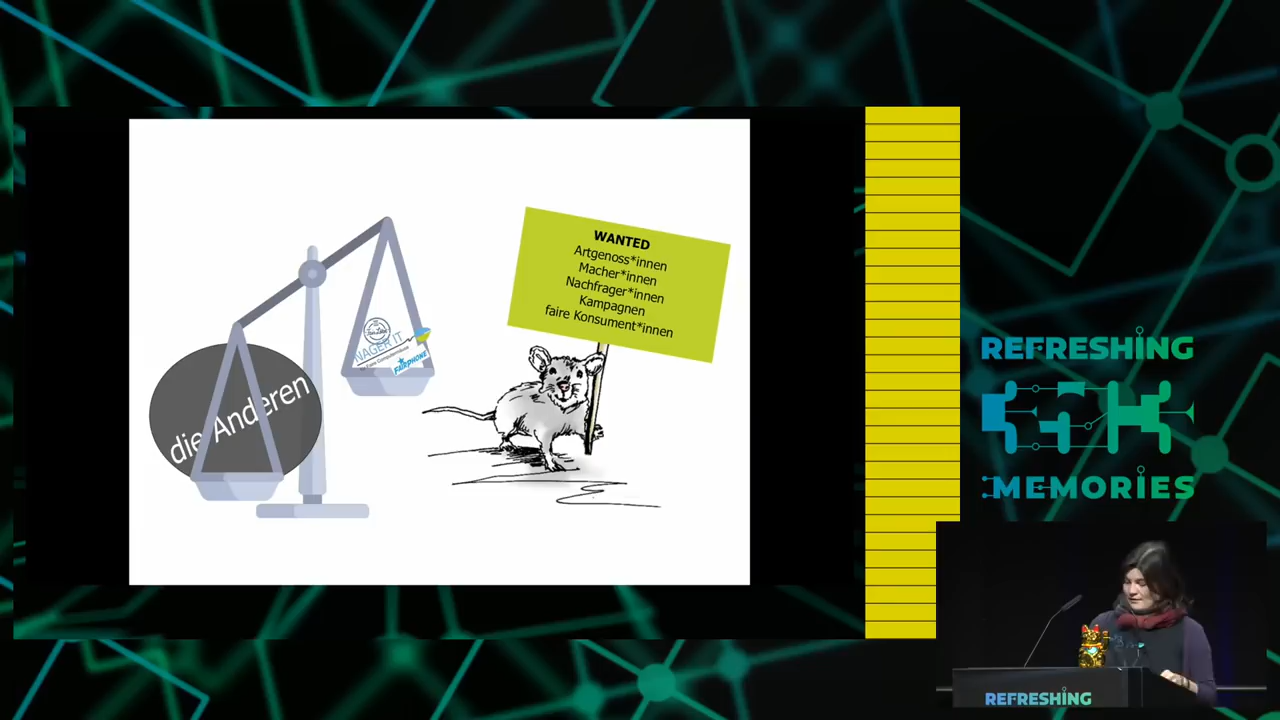 WANTED
Artgenoss*innen
Macher*innen
Nachfrager*innen
Kampagnen
faire Konsument*innen
die Anderen
NAGER IT
FAIRPHONE
REFRESHING
MEMORIES
REFRESHING